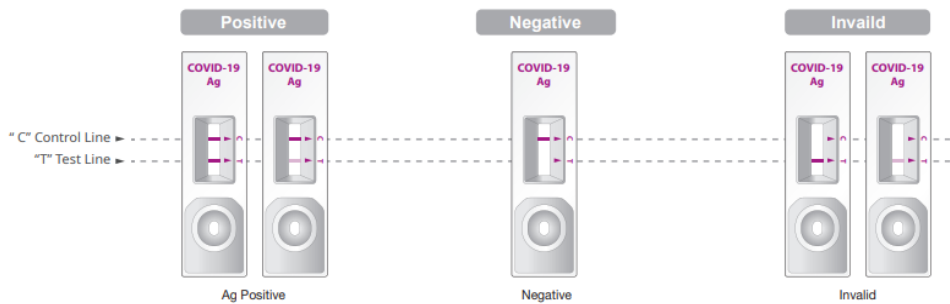 Positive
Negative
Invaild
COVID-19
Ag
COVID-19
Ag
COVID-19
Ag
COVID-19
Ag
COVID-19
Ag
“ C” Control Line
C
C
C
C
C
“T” Test Line
T
T
T
T
T
Ag Positive
Negative
Invalid